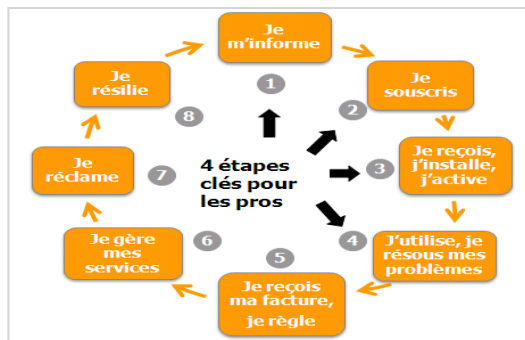 Je
m'informe
1
Je
souscris
2
Je reçois,
j'installe,
j'active
3
J'utilise, je
résous mes
problèmes
4
Je reçois
ma facture,
je règle
5
Je gère
mes
services
6
Je
réclame
7
Je
résilie
8
4 étapes
clés pour
les pros